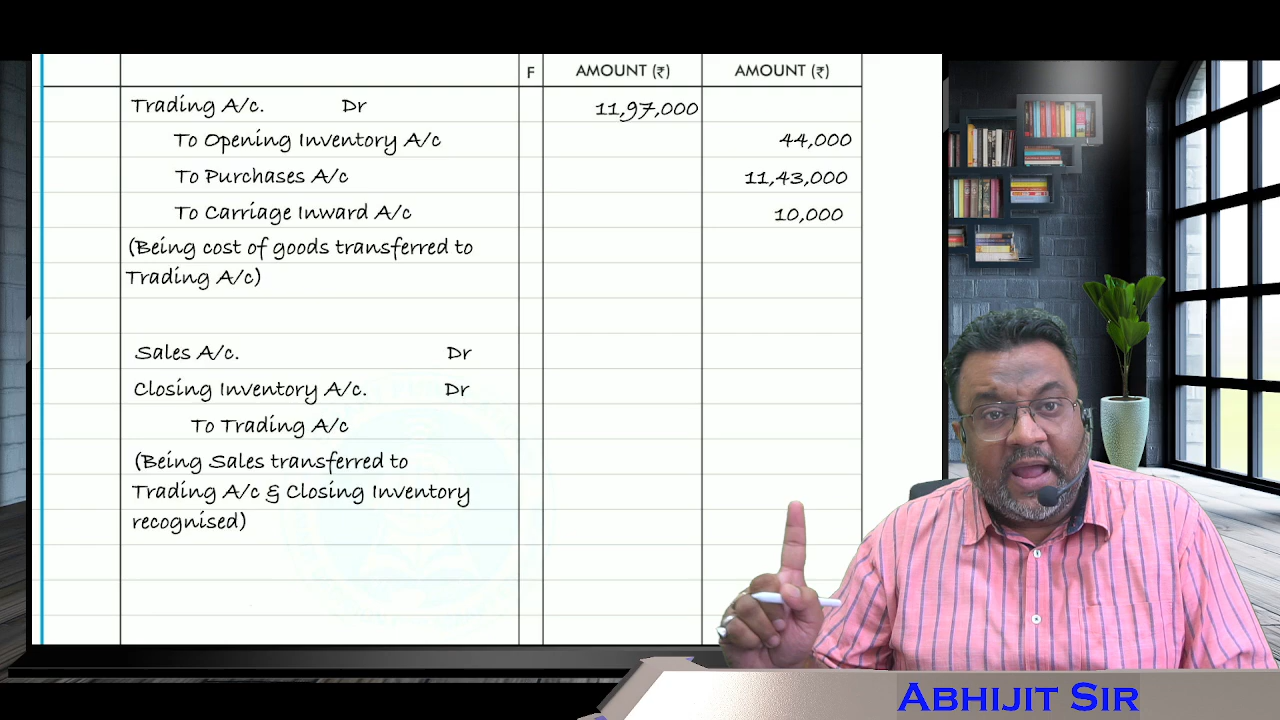 F AMOUNT (₹) AMOUNT (₹)
Trading A/c. Dr 11,97,000
To Opening Inventory A/c 44,000
To Purchases A/c 11,43,000
To Carriage Inward A/c 10,000
(Being cost of goods transferred to
Trading A/c)
Sales A/c. Dr
Closing Inventory A/c. Dr
To Trading A/c
(Being Sales transferred to
Trading A/c & Closing Inventory
recognised)
Abhijit Sir